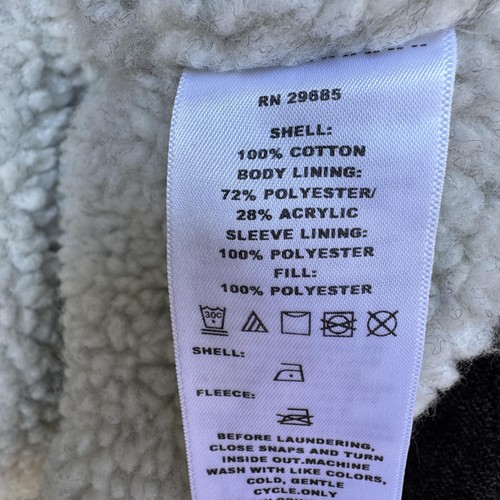 RN 29685
SHELL:
100% COTTON
BODY LINING:
72% POLYESTER/
28% ACRYLIC
SLEEVE LINING:
100% POLYESTER
FILL:
100% POLYESTER
30C
SHELL:
FLEECE:
BEFORE LAUNDERING,
CLOSE SNAPS AND TURN
INSIDE OUT.MACHINE
WASH WITH LIKE COLORS,
COLD, GENTLE
CYCLE.ONLY